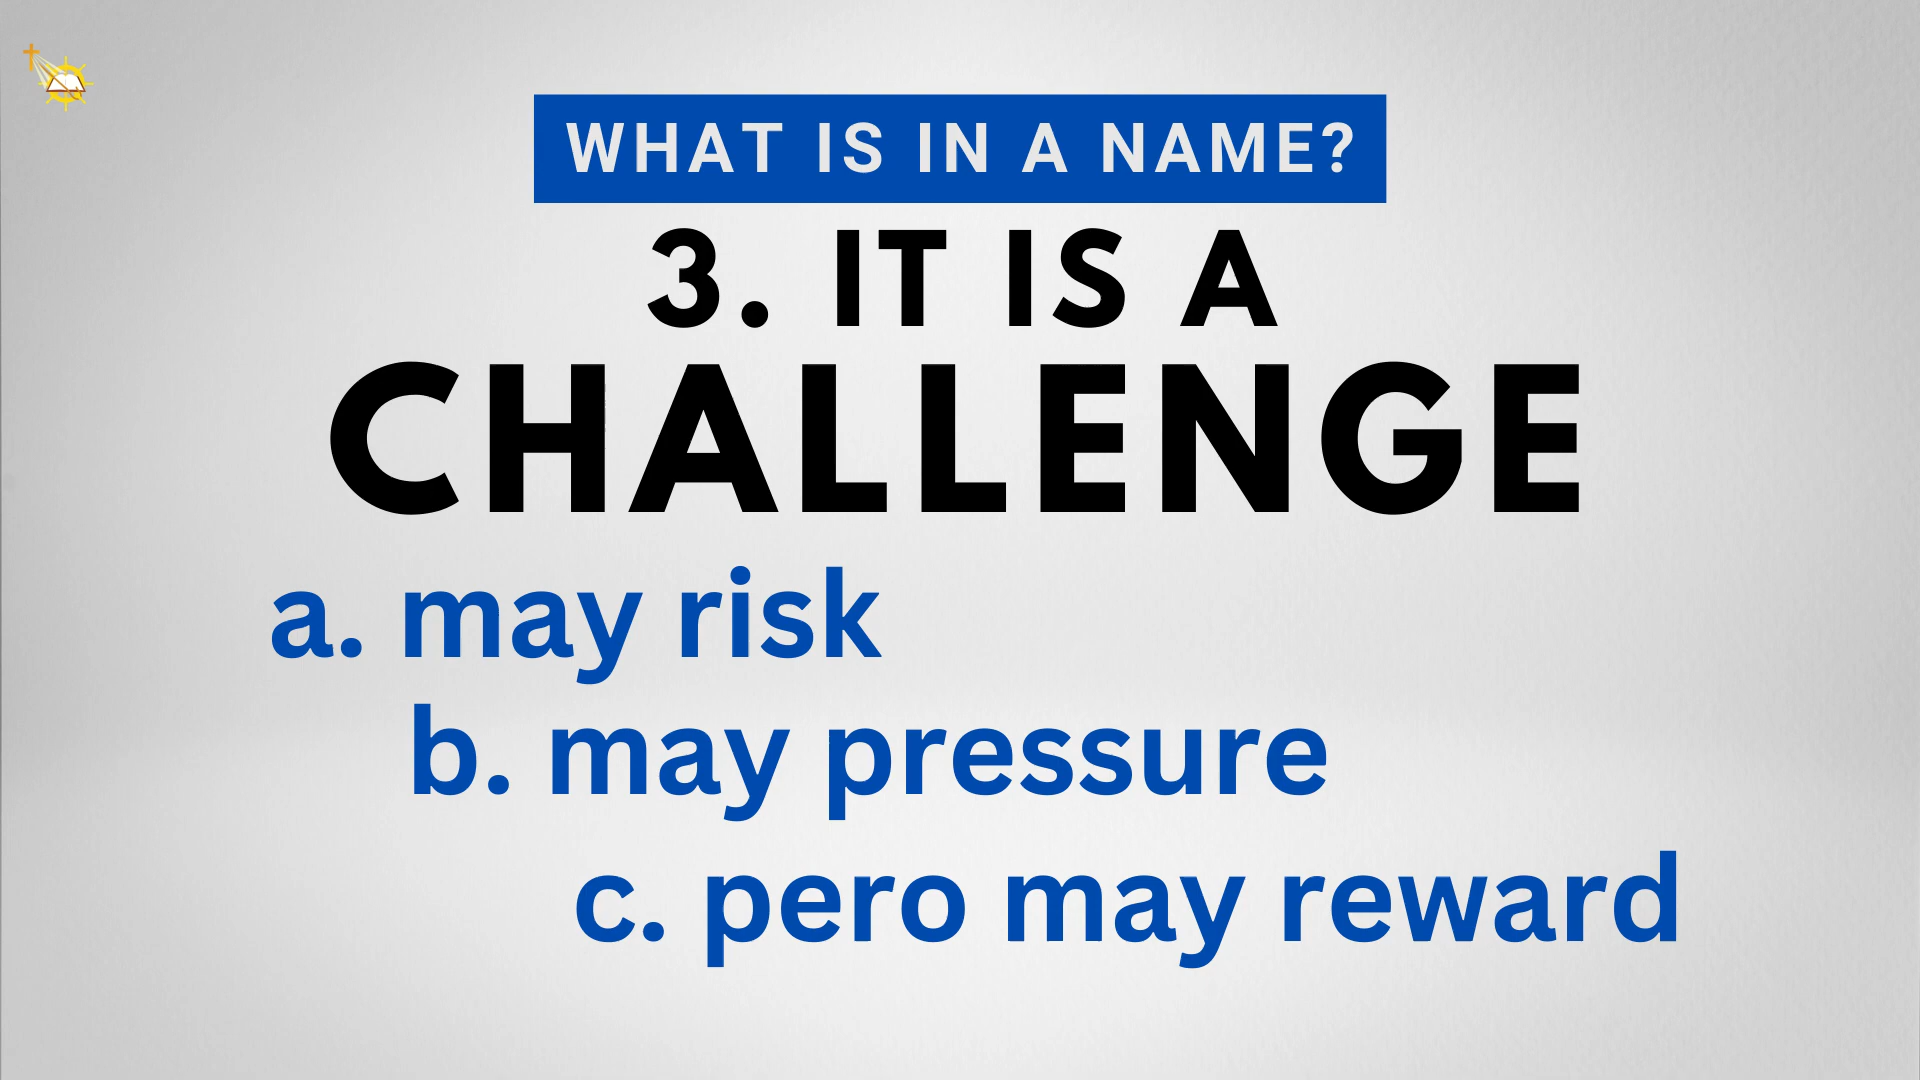 WHAT IS IN A NAME?
3. IT IS A
CHALLENGE
a. may risk
b. may pressure
c. pero may reward